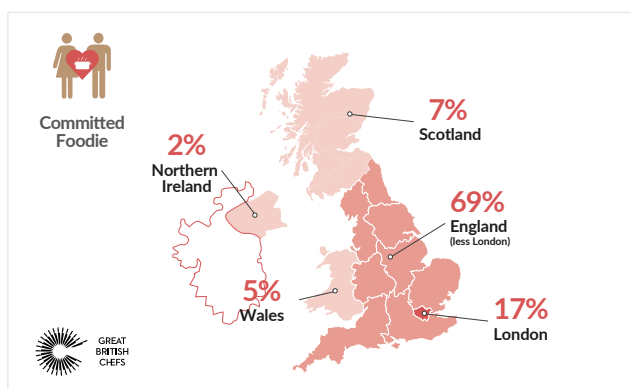 Committed
Foodie
7%
Scotland
2%
Northern
Ireland
69%
England
(less London)
5%
Wales
17%
London
GREAT
BRITISH
CHEFS